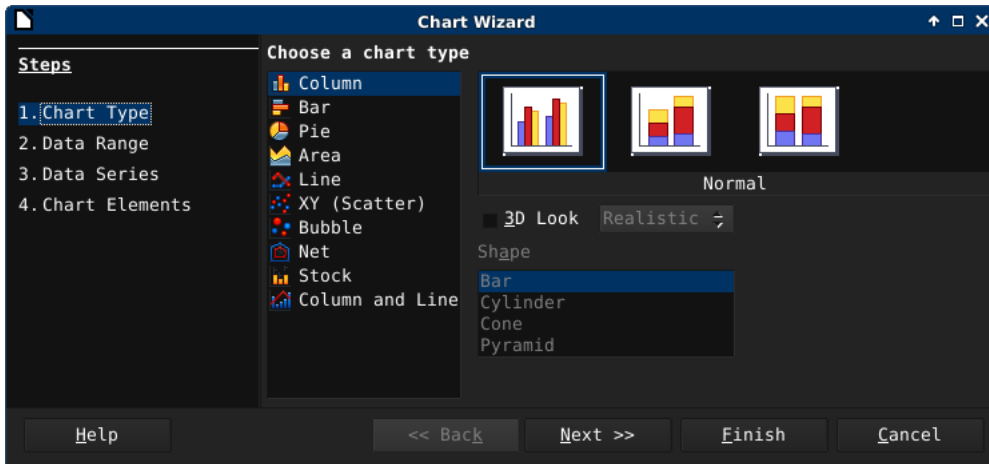 Chart Wizard
Steps
1.Chart Type
2.Data Range
3.Data Series
4.Chart Elements
Choose a chart type
Column
Bar
Pie
Area
Line
XY (Scatter)
Bubble
Net
Stock
Column and Line
Normal
3D Look Realistic
Shape
Bar
Cylinder
Cone
Pyramid
Help << Back Next >> Finish Cancel